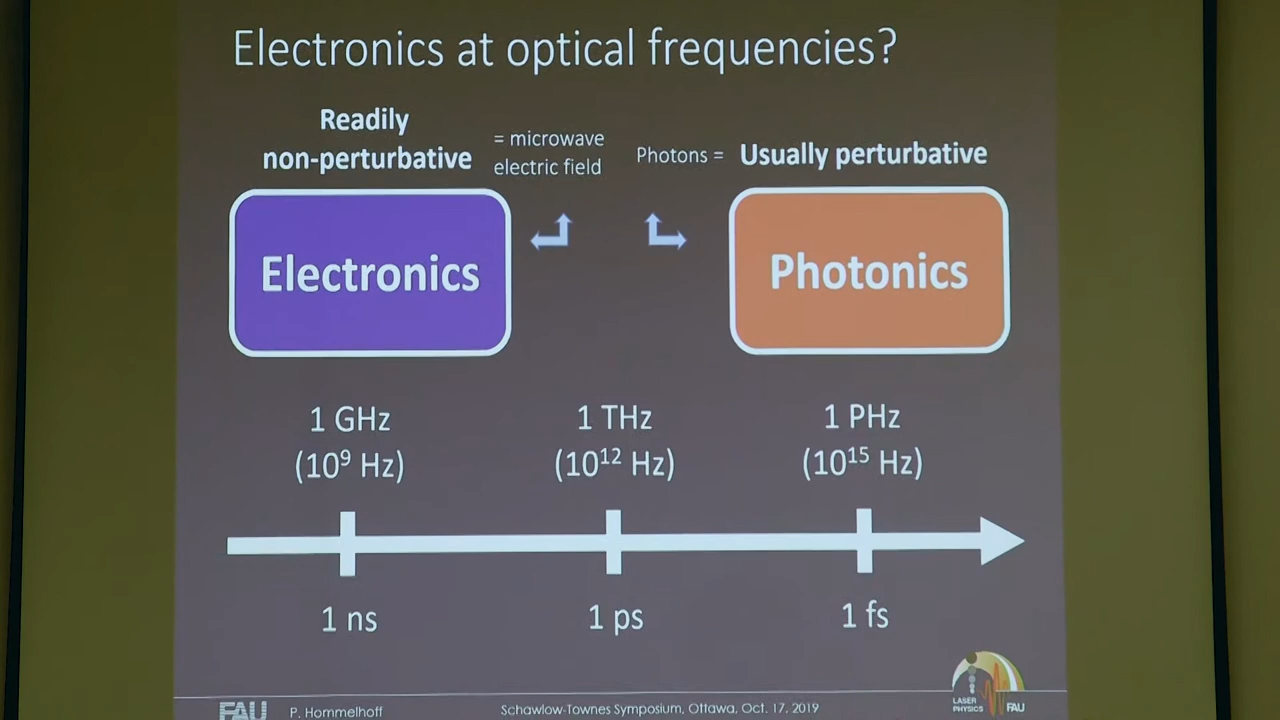 Electronics at optical frequencies?
Readily
non-perturbative
= microwave
electric field
Photons =
Usually perturbative
Electronics
Photonics
1 GHz
(10⁹ Hz)
1 THz
(10¹² Hz)
1 PHz
(10¹⁵ Hz)
1 ns
1 ps
1 fs
FAU
P. Hommelhoff
Schawlow-Townes Symposium, Ottawa, Oct. 17, 2019
LASER
PHYSICS
FAU